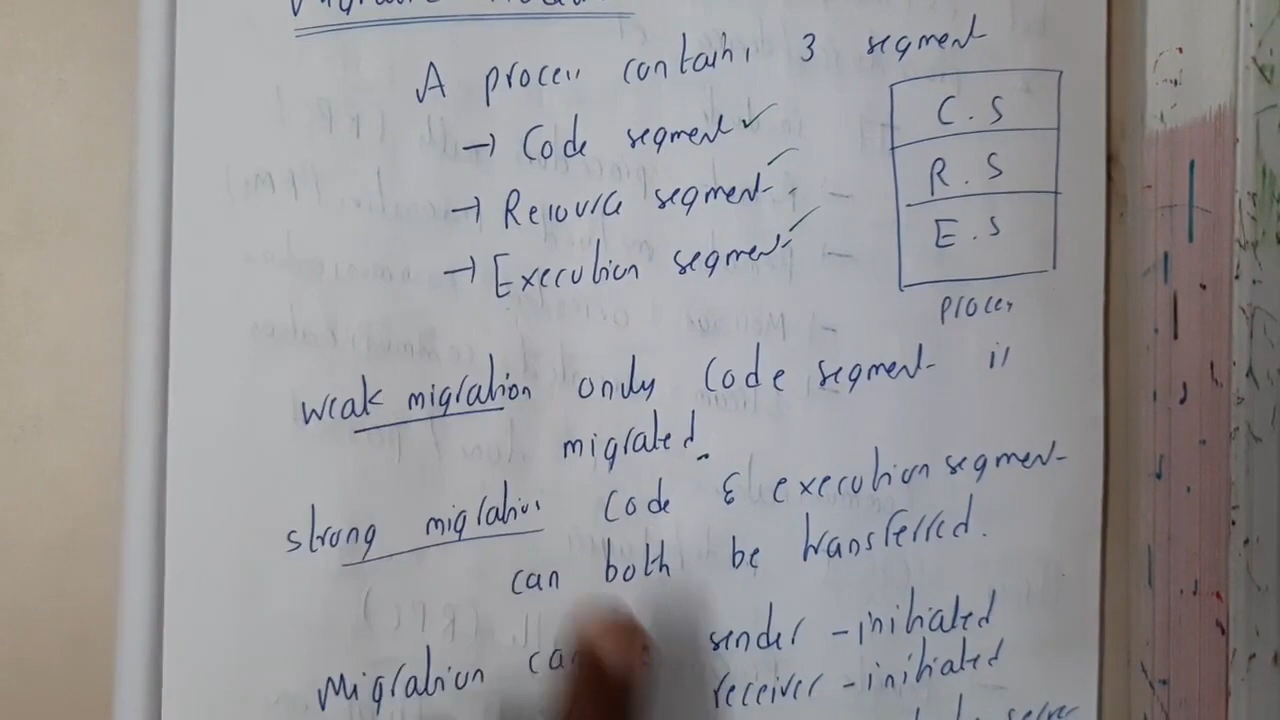 A process contains 3 segment
→ Code segment ✓
→ Resource segment
→ Execution segment
C.S
R.S
E.S
process
weak migration only code segment is
migrated.
strong migration code & execution segment
can both be transferred.
Migration can sender-initiated
receiver-initiated